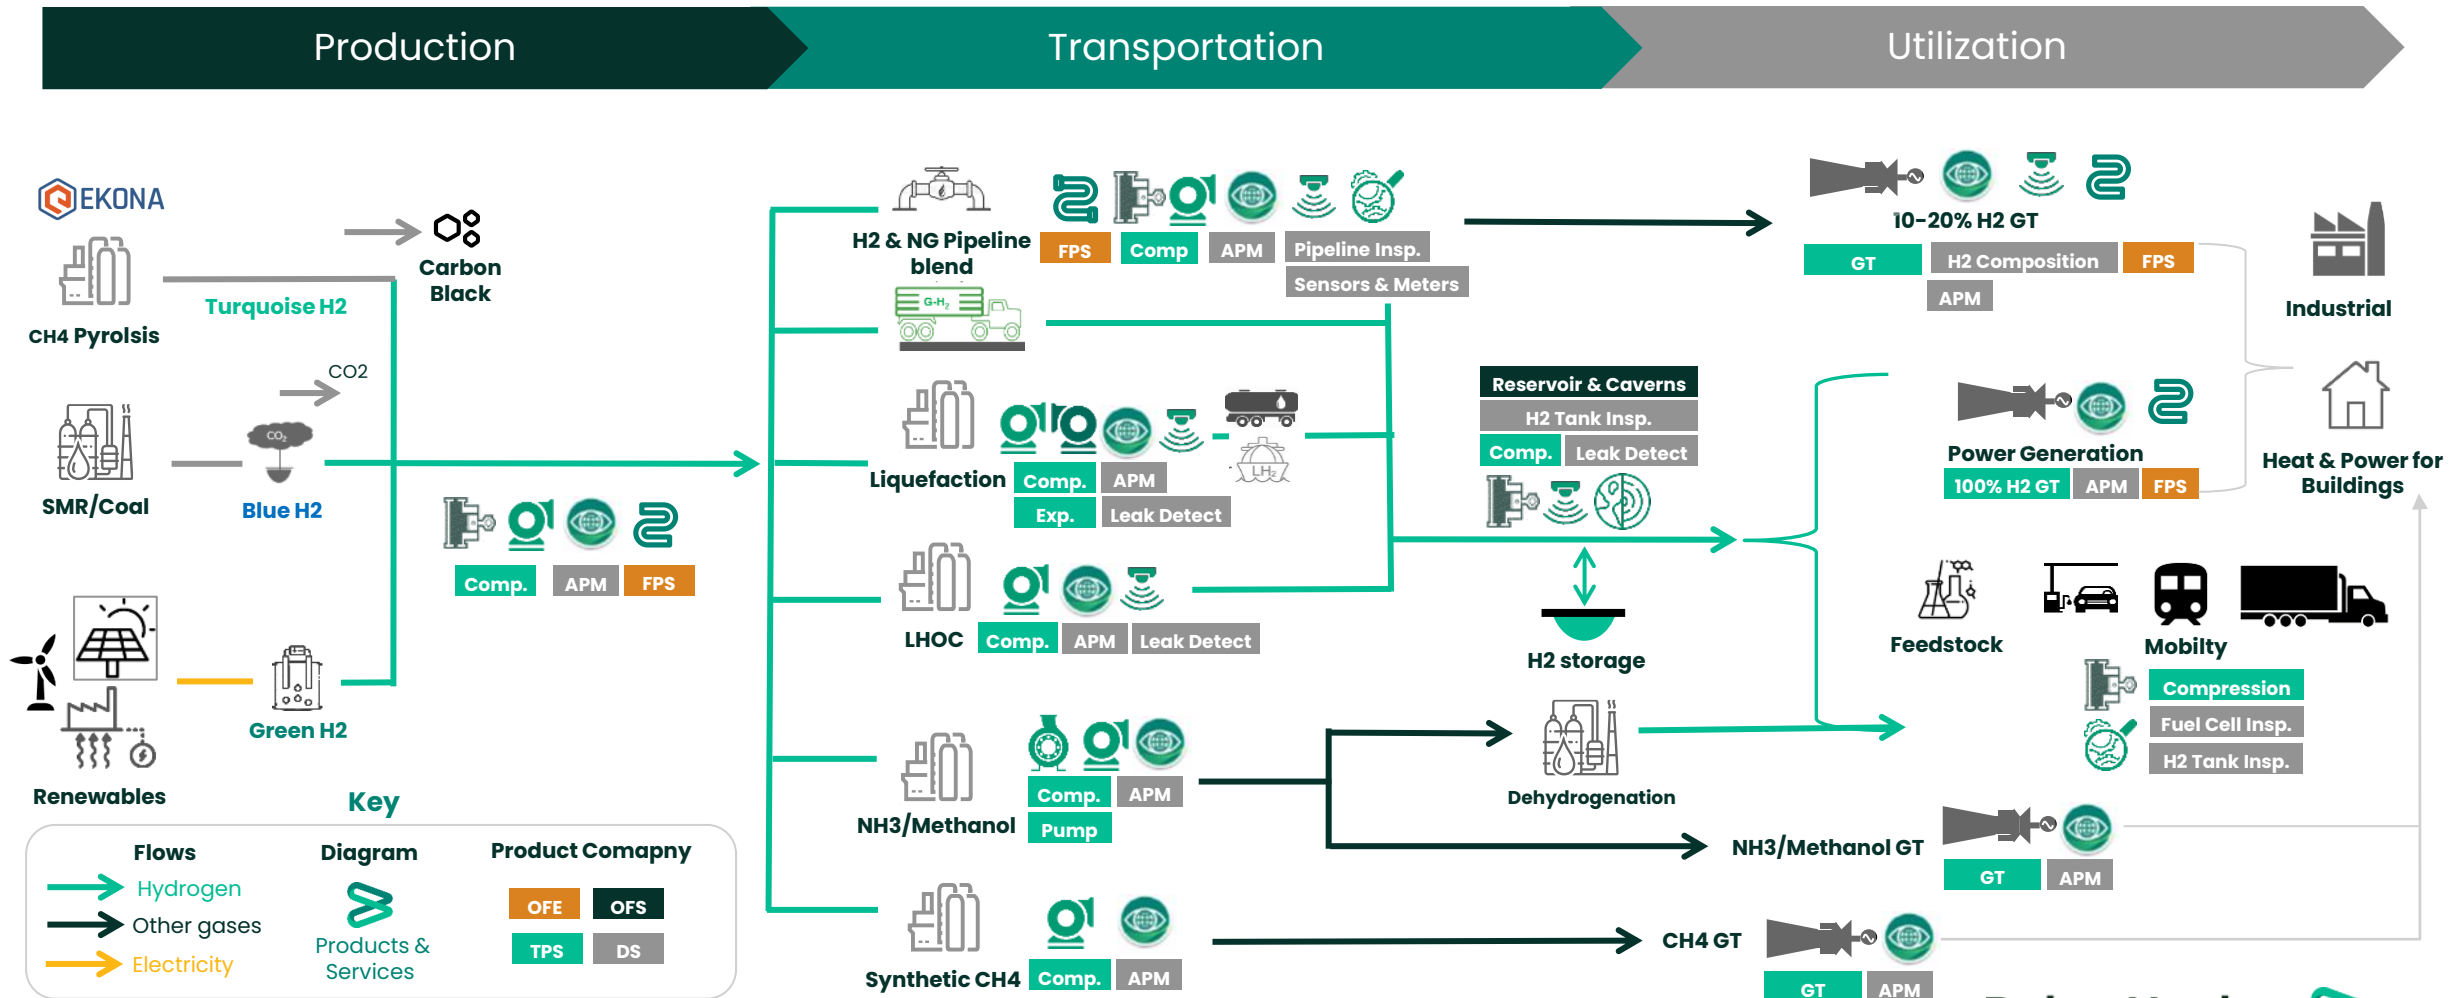 Production
Transportation
Utilization
EKONA
CH4 Pyrolsis
Turquoise H2
Carbon
Black
CO2
CO₂
SMR/Coal
Blue H2
Comp.
APM
FPS
Renewables
Green H2
Key
Flows
Hydrogen
Other gases
Electricity
Diagram
Products &
Services
Product Comapny
OFE
OFS
TPS
DS
H2 & NG Pipeline
blend
FPS
Comp
APM
Pipeline Insp.
Sensors & Meters
G-H₂
Liquefaction
Comp.
APM
Exp.
Leak Detect
LH₂
LHOC
Comp.
APM
Leak Detect
NH3/Methanol
Comp.
APM
Pump
Synthetic CH4
Comp.
APM
Reservoir & Caverns
H2 Tank Insp.
Comp.
Leak Detect
H2 storage
Dehydrogenation
10-20% H2 GT
GT
H2 Composition
FPS
APM
Industrial
Power Generation
100% H2 GT
APM
FPS
Heat & Power for
Buildings
Feedstock
Mobilty
Compression
Fuel Cell Insp.
H2 Tank Insp.
NH3/Methanol GT
GT
APM
CH4 GT
GT
APM